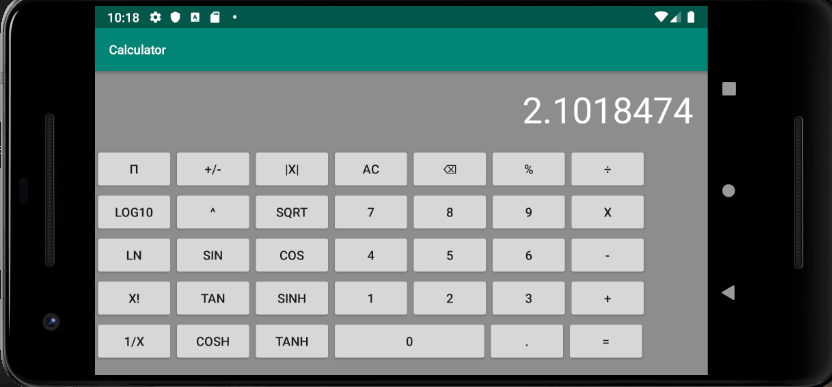 10:18
Calculator
2.1018474
П +/- |X| AC ⌫ % ÷
LOG10 ^ SQRT 7 8 9 X
LN SIN COS 4 5 6 -
X! TAN SINH 1 2 3 +
1/X COSH TANH 0 . =